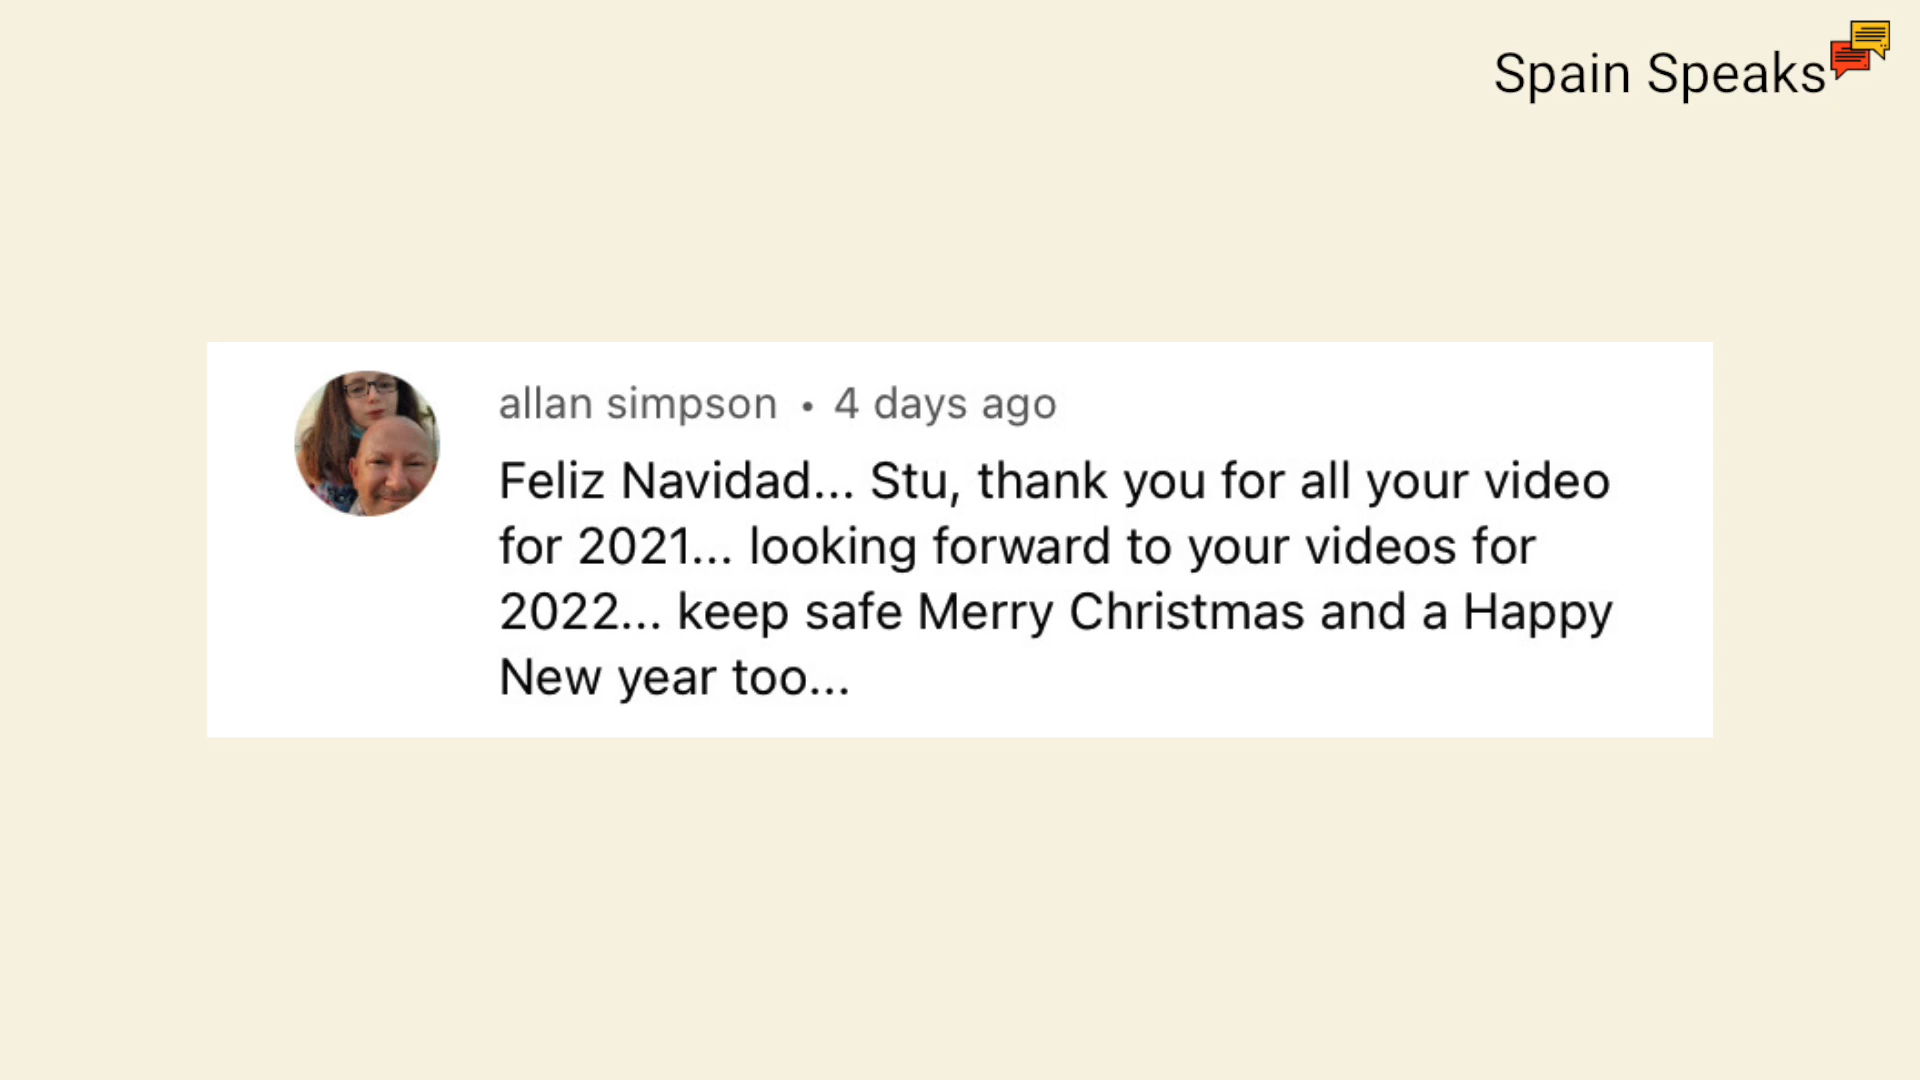 Spain Speaks
allan simpson • 4 days ago
Feliz Navidad... Stu, thank you for all your video
for 2021... looking forward to your videos for
2022... keep safe Merry Christmas and a Happy
New year too...